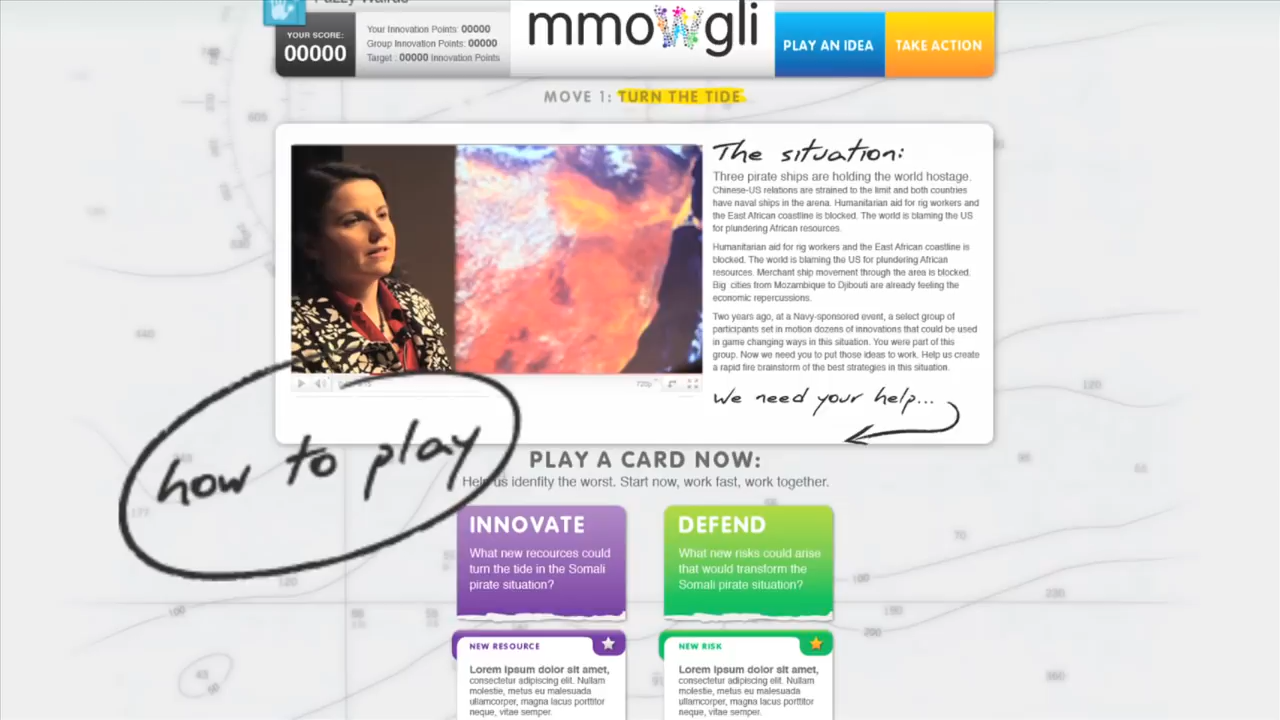 YOUR SCORE:
00000
Your Innovation Points: 00000
Group Innovation Points: 00000
Target : 00000 Innovation Points
mmowgli
PLAY AN IDEA
TAKE ACTION
MOVE 1: TURN THE TIDE
The situation:
Three pirate ships are holding the world hostage.
Chinese-US relations are strained to the limit and both countries
have naval ships in the arena. Humanitarian aid for rig workers and
the East African coastline is blocked. The world is blaming the US
for plundering African resources.
Humanitarian aid for rig workers and the East African coastline is
blocked. The world is blaming the US for plundering African
resources. Merchant ship movement through the area is blocked.
Big cities from Mozambique to Djibouti are already feeling the
economic repercussions.
Two years ago, at a Navy-sponsored event, a select group of
participants set in motion dozens of innovations that could be used
in game changing ways in this situation. You were part of this
group. Now we need you to put those ideas to work. Help us create
a rapid fire brainstorm of the best strategies in this situation.
We need your help...
720p
how to play
PLAY A CARD NOW:
Help us identify the worst. Start now, work fast, work together.
INNOVATE
What new recources could
turn the tide in the Somali
pirate situation?
DEFEND
What new risks could arise
that would transform the
Somali pirate situation?
NEW RESOURCE
Lorem ipsum dolor sit amet,
consectetur adipiscing elit. Nullam
molestie, metus eu malesuada
ullamcorper, magna lacus porttitor
neque, vitae semper.
NEW RISK
Lorem ipsum dolor sit amet,
consectetur adipiscing elit. Nullam
molestie, metus eu malesuada
ullamcorper, magna lacus porttitor
neque, vitae semper.